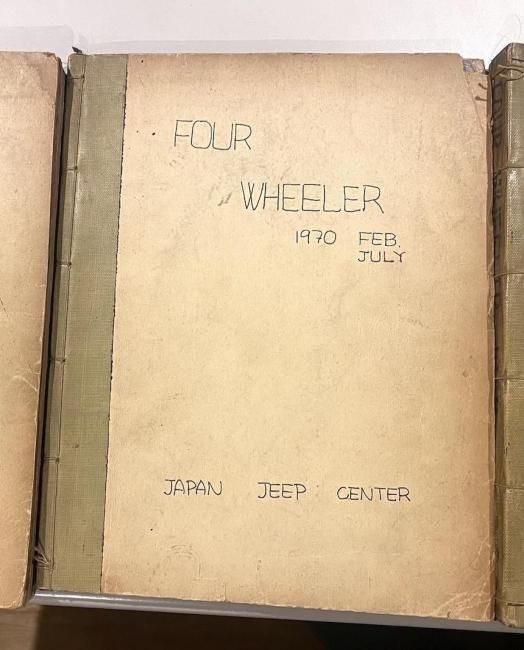 FOUR
WHEELER
1970 FEB.
JULY
JAPAN JEEP CENTER